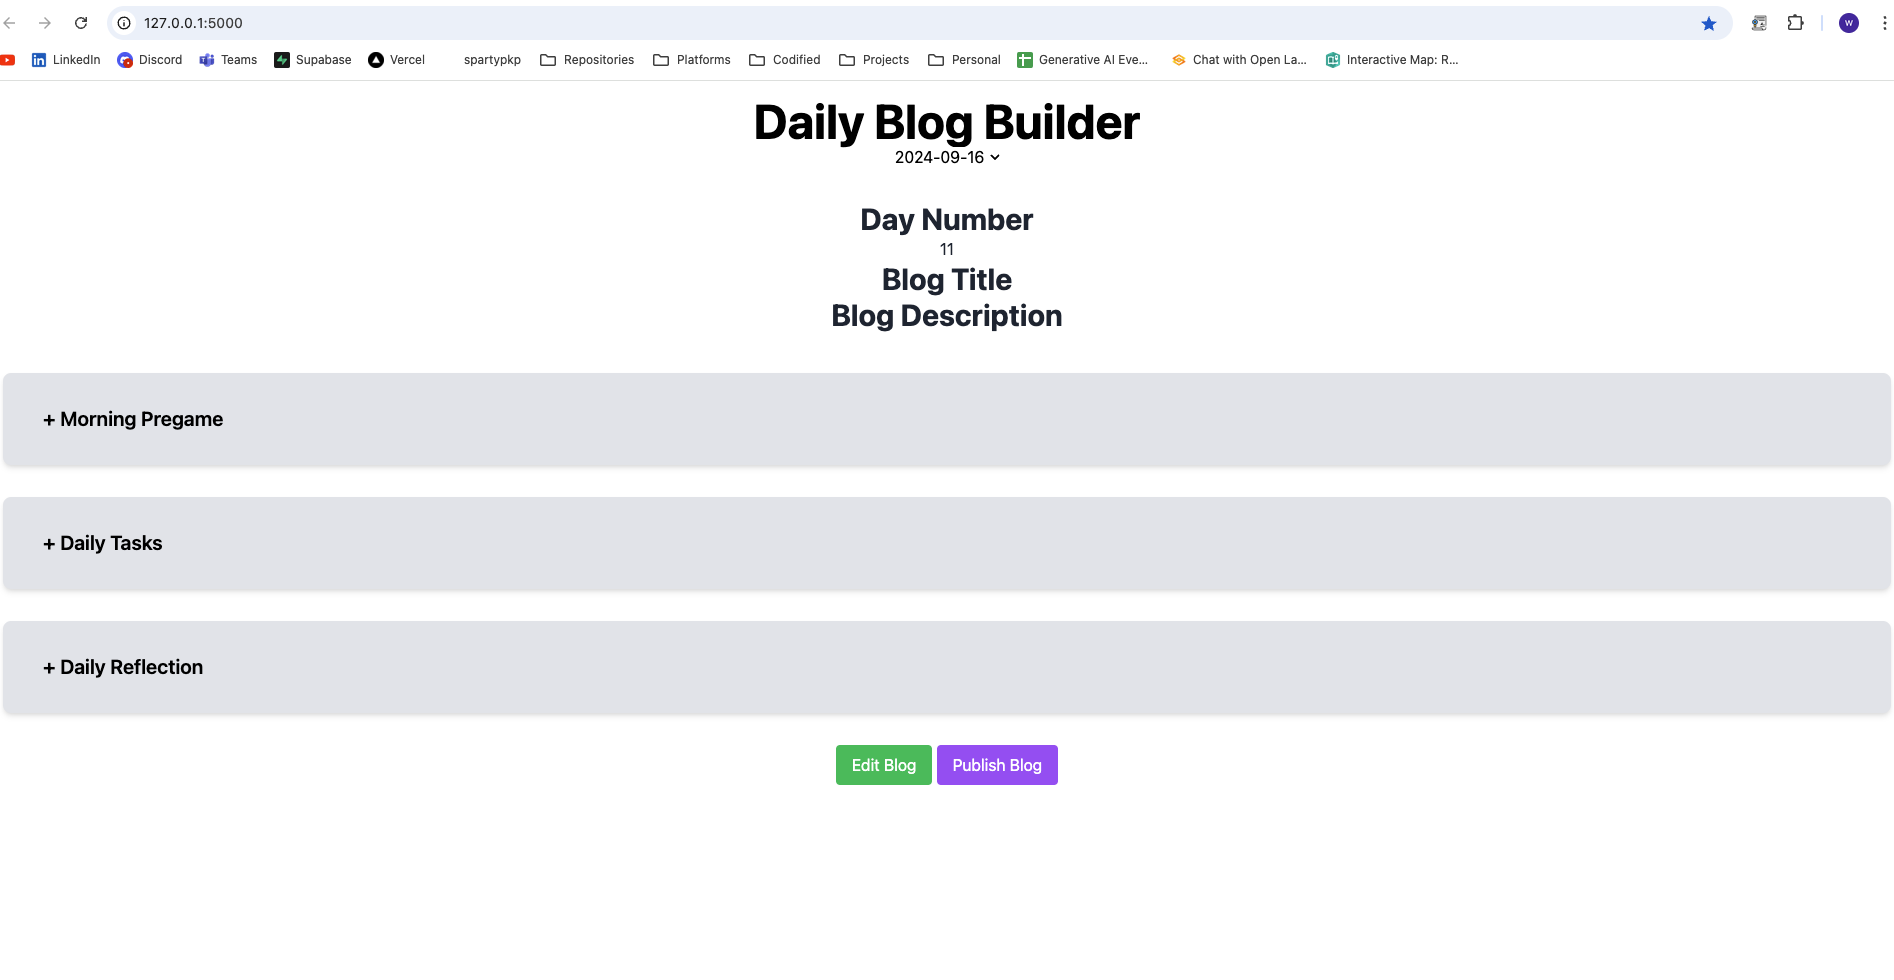 127.0.0.1:5000
W
LinkedIn Discord Teams Supabase Vercel spartypkp Repositories Platforms Codified Projects Personal Generative AI Eve... Chat with Open La... Interactive Map: R...
Daily Blog Builder
2024-09-16
Day Number
11
Blog Title
Blog Description
+ Morning Pregame
+ Daily Tasks
+ Daily Reflection
Edit Blog Publish Blog